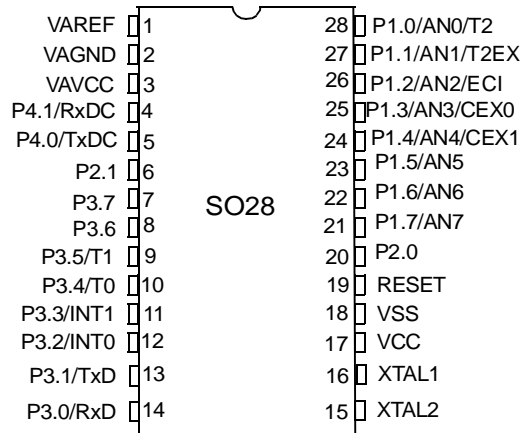 VAREF 1 28 P1.0/AN0/T2
VAGND 2 27 P1.1/AN1/T2EX
VAVCC 3 26 P1.2/AN2/ECI
P4.1/RxDC 4 25 P1.3/AN3/CEX0
P4.0/TxDC 5 24 P1.4/AN4/CEX1
P2.1 6 23 P1.5/AN5
P3.7 7 22 P1.6/AN6
SO28
P3.6 8 21 P1.7/AN7
P3.5/T1 9 20 P2.0
P3.4/T0 10 19 RESET
P3.3/INT1 11 18 VSS
P3.2/INT0 12 17 VCC
P3.1/TxD 13 16 XTAL1
P3.0/RxD 14 15 XTAL2